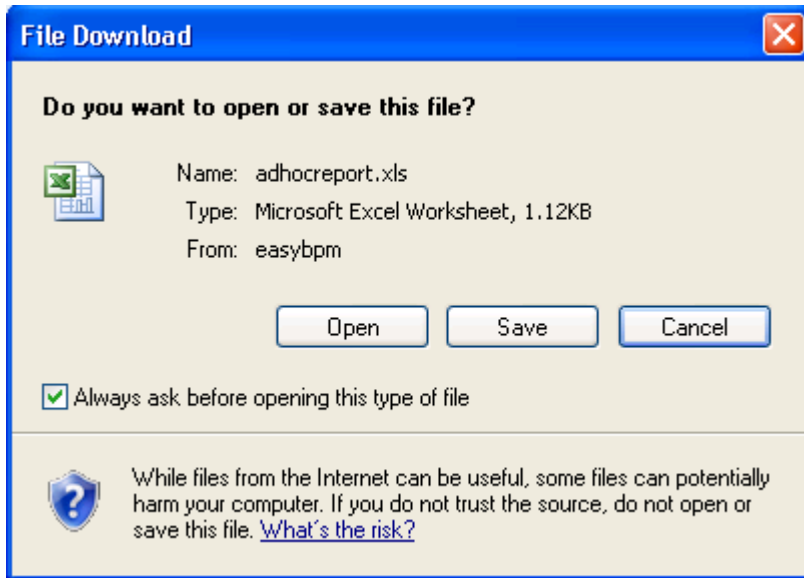 File Download
Do you want to open or save this file?
Name: adhocreport.xls
Type: Microsoft Excel Worksheet, 1.12KB
From: easybpm
Open Save Cancel
Always ask before opening this type of file
While files from the Internet can be useful, some files can potentially
harm your computer. If you do not trust the source, do not open or
save this file. What's the risk?